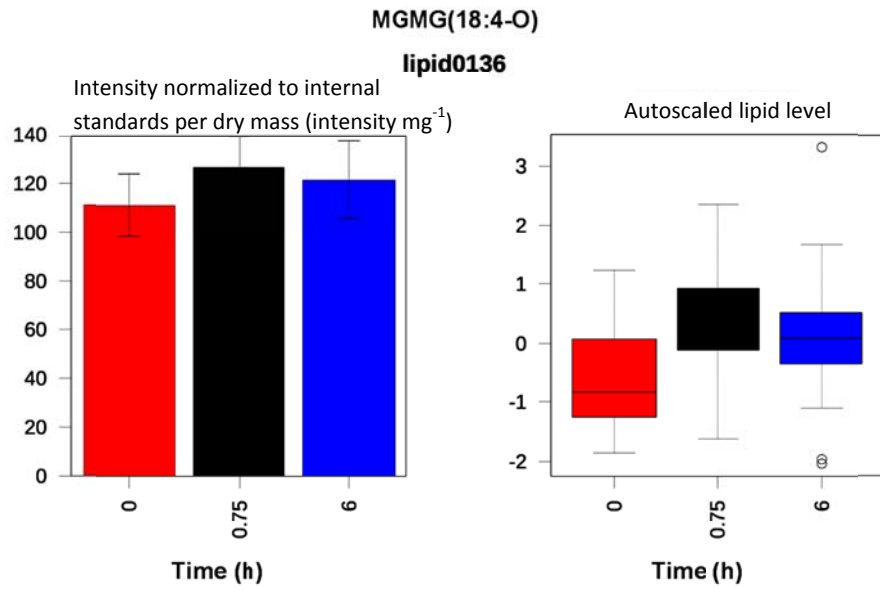 MGMG(18:4-O)
lipid0136
Intensity normalized to internal
standards per dry mass (intensity mg⁻¹)
140
120
100
80
60
40
20
0
0
0.75
6
Time (h)
Autoscaled lipid level
3
2
1
0
-1
-2
0
0.75
6
Time (h)